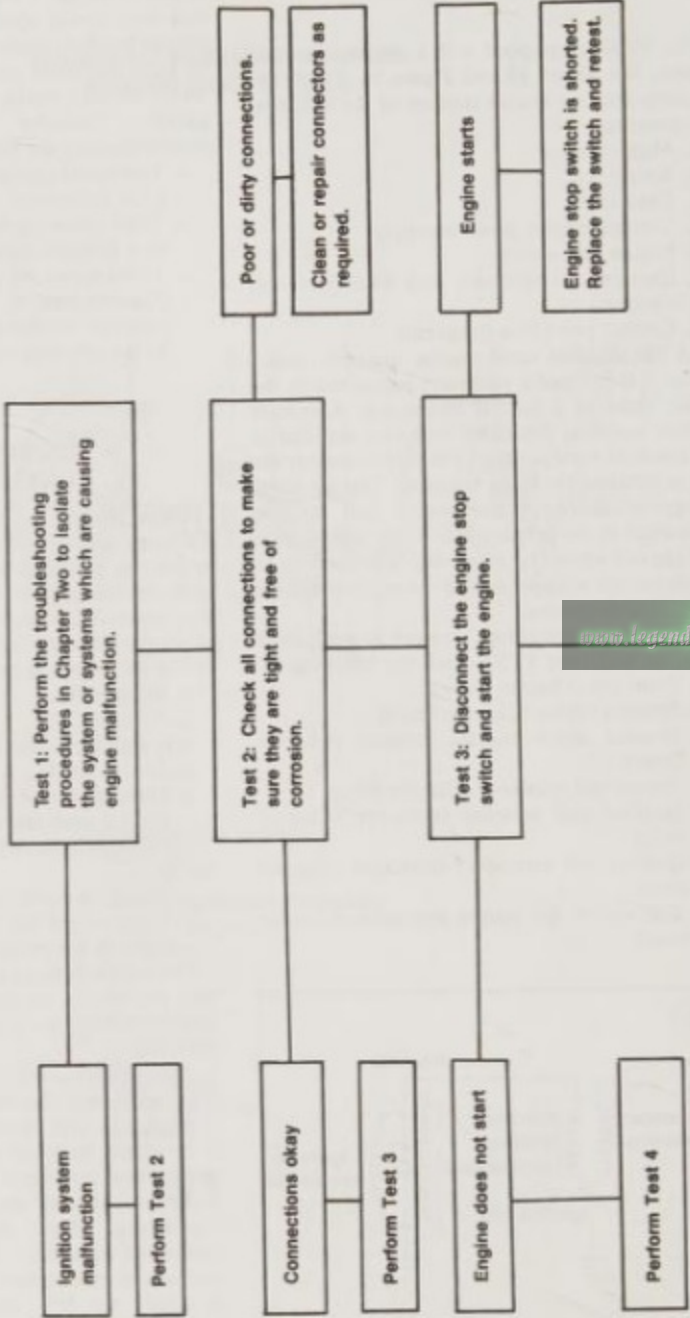 Test 1: Perform the troubleshooting
procedures in Chapter Two to isolate
the system or systems which are causing
engine malfunction.
Ignition system
malfunction
Perform Test 2
Test 2: Check all connections to make
sure they are tight and free of
corrosion.
Connections okay
Perform Test 3
Poor or dirty connections.
Clean or repair connectors as
required.
Test 3: Disconnect the engine stop
switch and start the engine.
Engine does not start
Perform Test 4
Engine starts
Engine stop switch is shorted.
Replace the switch and retest.